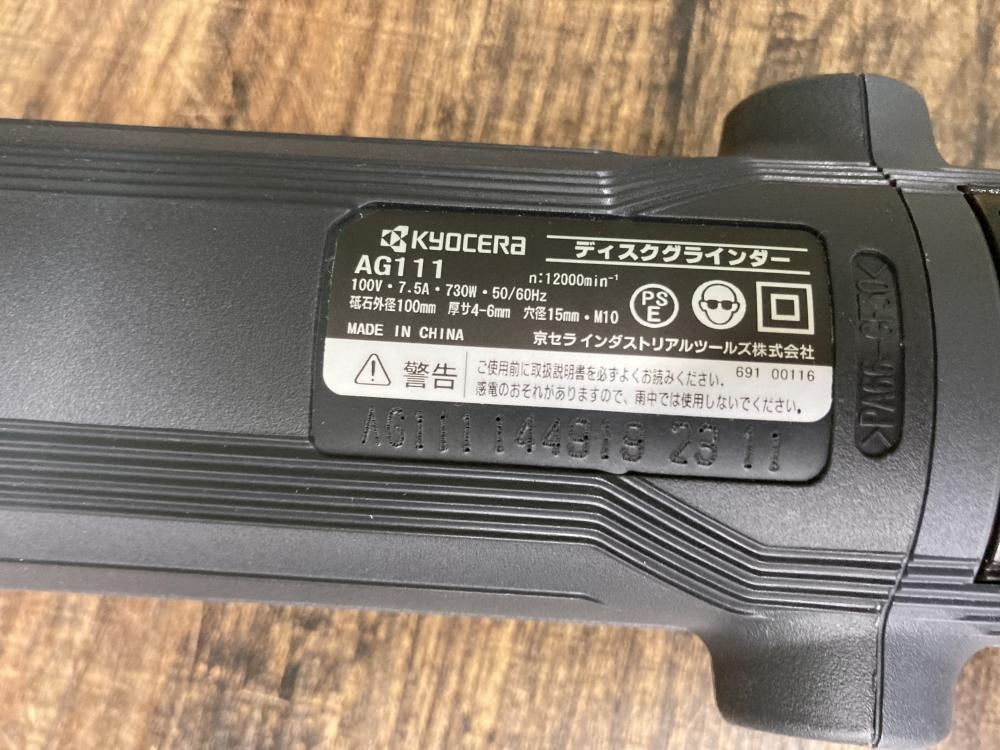 KYOCERA ディスクグラインダー
AG111 n:12000min⁻¹
100V・7.5A・730W・50/60Hz
砥石外径100mm 厚サ4-6mm 穴径15mm・M10
PS
E
MADE IN CHINA
京セラ インダストリアルツールズ株式会社
691 00116
警告
ご使用前に取扱説明書を必ずよくお読みください。
感電のおそれがありますので、雨中では使用しないでください。
AG111 144919 23 11
>PA66-GF30<